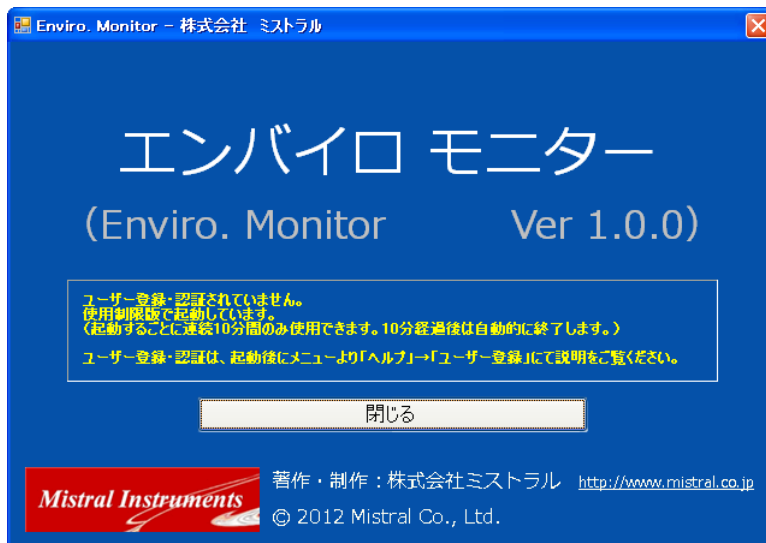 Enviro. Monitor - 株式会社 ミストラル
エンバイロ モニター
(Enviro. Monitor Ver 1.0.0)
ユーザー登録・認証されていません。
使用制限版で起動しています。
(起動するごとに連続10分間のみ使用できます。10分経過後は自動的に終了します。)
ユーザー登録・認証は、起動後にメニューより「ヘルプ」→「ユーザー登録」にて説明をご覧ください。
閉じる
Mistral Instruments
著作・制作：株式会社ミストラル http://www.mistral.co.jp
© 2012 Mistral Co., Ltd.